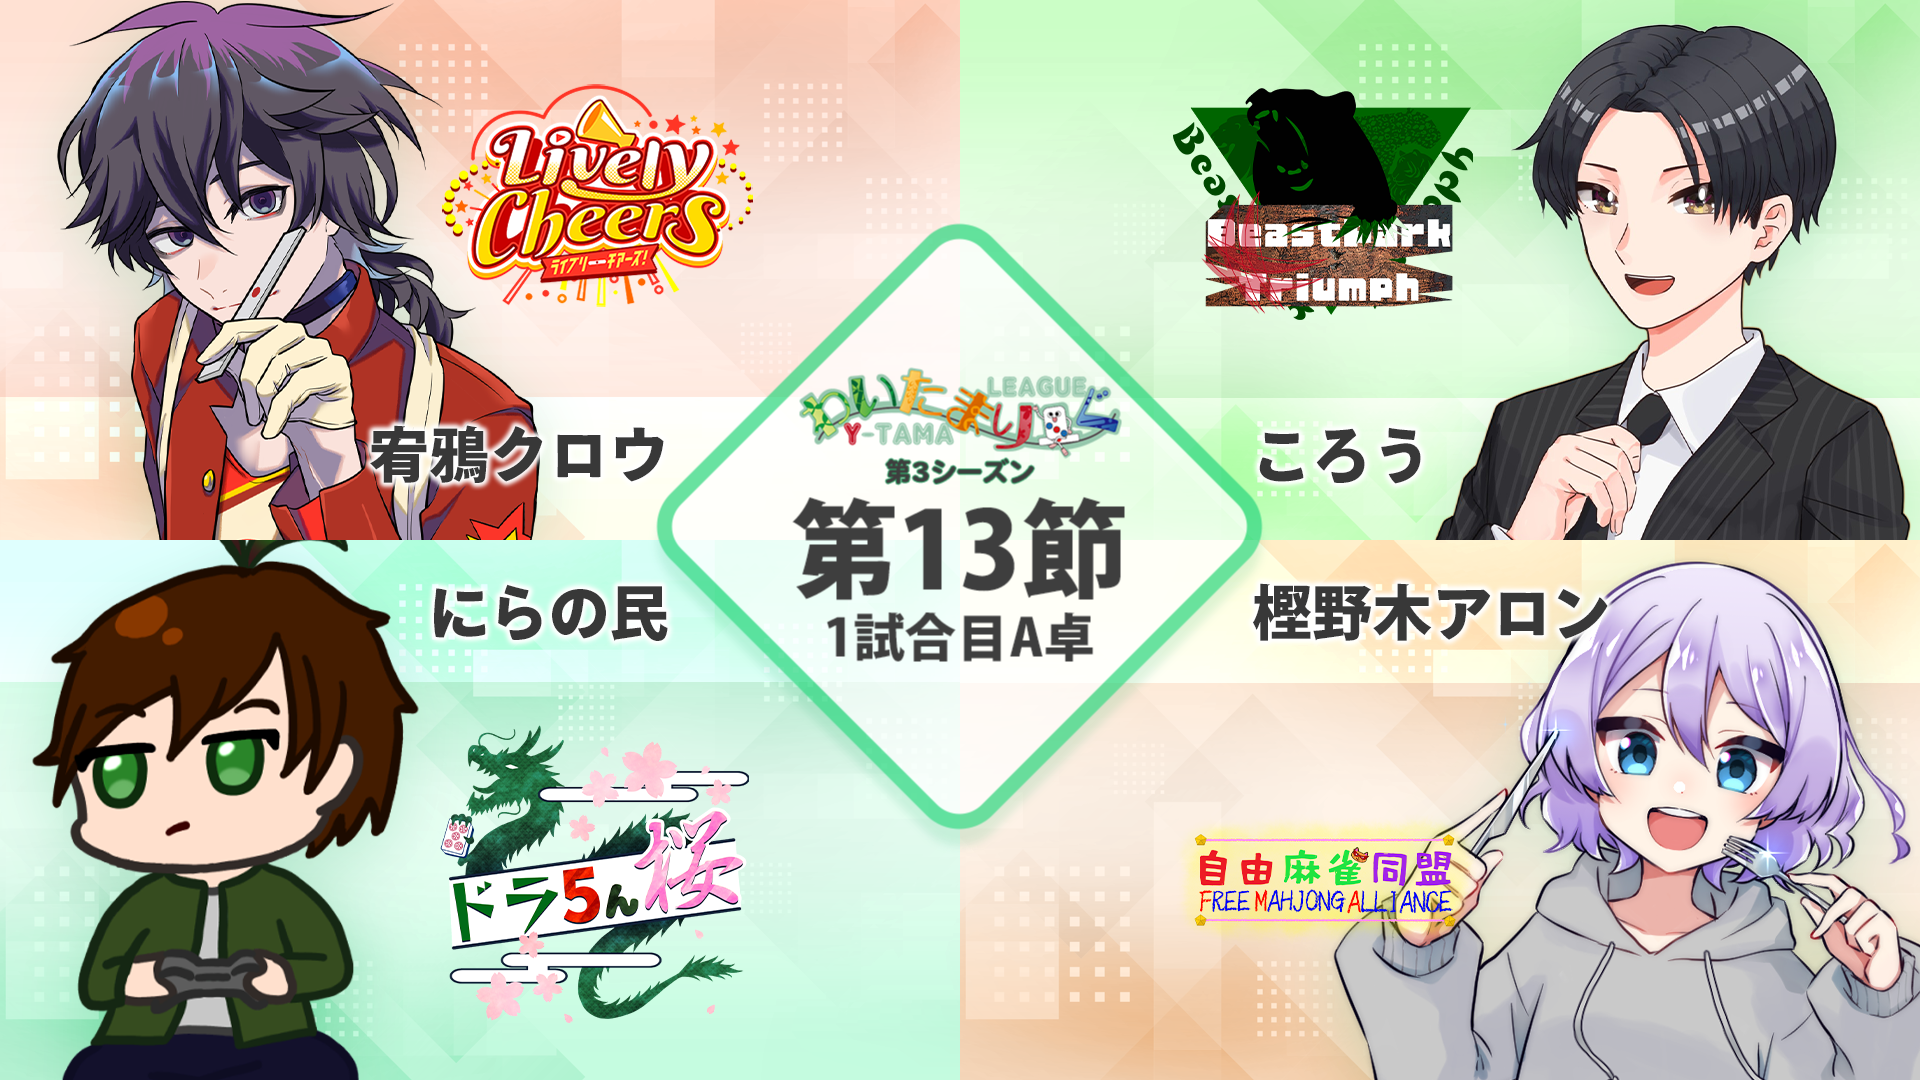 Lively
Cheers
ライブリーチアーズ!
宥鴉クロウ
Beastmark
Triumph
ころう
わいたまりーぐ
LEAGUE
Y-TAMA
第3シーズン
第13節
1試合目A卓
にらの民
ドラ5ん桜
樫野木アロン
自由麻雀同盟
FREE MAHJONG ALLIANCE